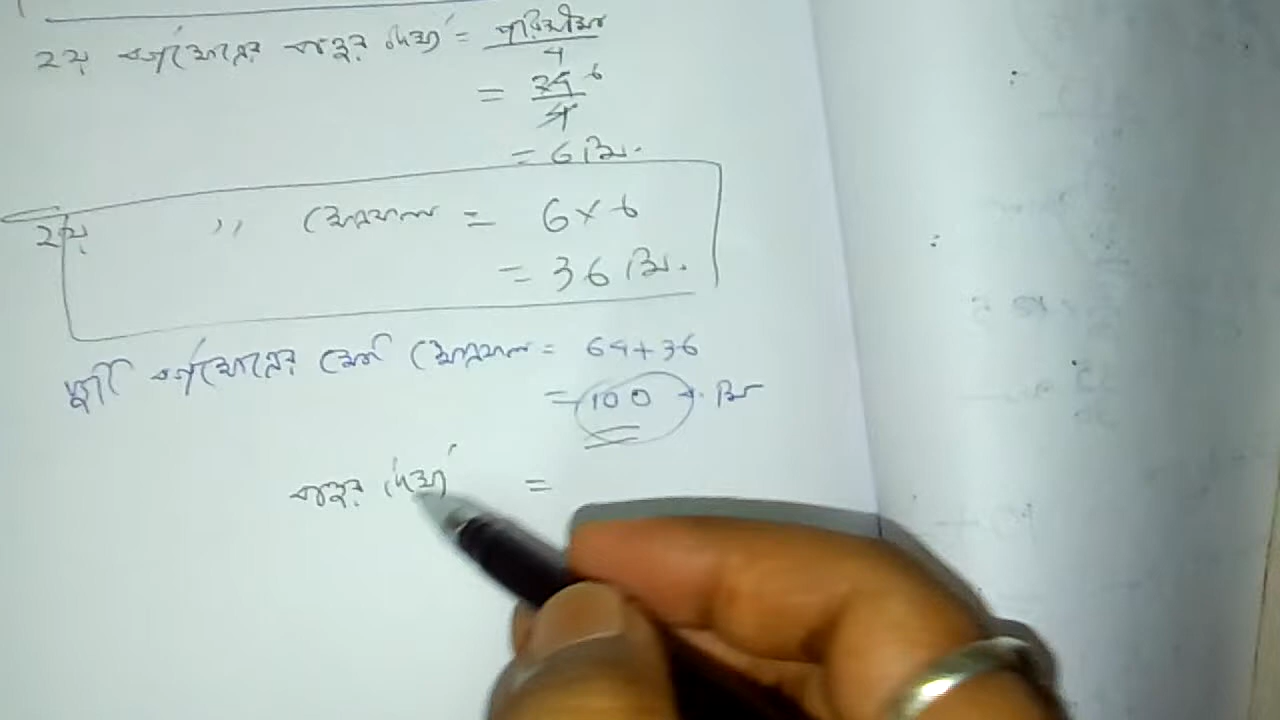 ২য় বর্গক্ষেত্রের বাহুর দৈর্ঘ্য = পরিসীমা / 4
= 24 6 / 4
= 6 মি.
২য় ,, ক্ষেত্রফল = 6 × 6
= 36 মি.
দুটি বর্গক্ষেত্রের মোট ক্ষেত্রফল = 64 + 36
= 100 ব. মি
বাহুর দৈর্ঘ্য =